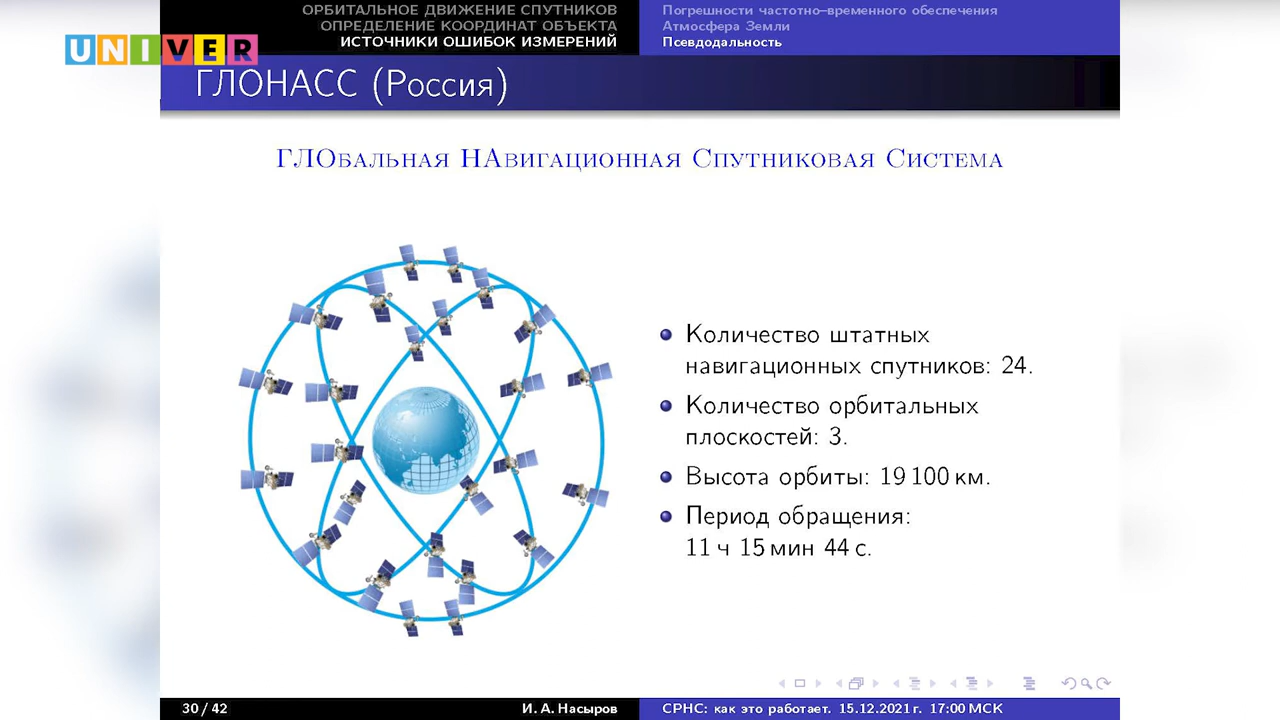 ОРБИТАЛЬНОЕ ДВИЖЕНИЕ СПУТНИКОВ
ОПРЕДЕЛЕНИЕ КООРДИНАТ ОБЪЕКТА
ИСТОЧНИКИ ОШИБОК ИЗМЕРЕНИЙ
Погрешности частотно–временного обеспечения
Атмосфера Земли
Псевдодальность
UNIVER
ГЛОНАСС (Россия)
ГЛОбальная НАвигационная Спутниковая Система
Количество штатных
навигационных спутников: 24.
Количество орбитальных
плоскостей: 3.
Высота орбиты: 19 100 км.
Период обращения:
11 ч 15 мин 44 с.
30 / 42
И. А. Насыров
СРНС: как это работает. 15.12.2021 г. 17:00 МСК